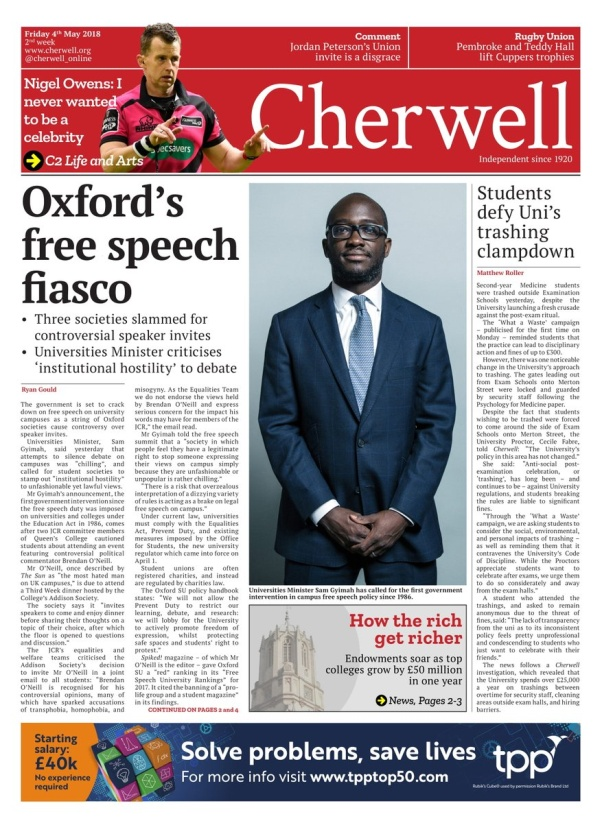 Friday 4th May 2018
2nd week
www.cherwell.org
@cherwell_online
Comment
Jordan Peterson's Union
invite is a disgrace
Rugby Union
Pembroke and Teddy Hall
lift Cuppers trophies
Nigel Owens: I
never wanted
to be a
celebrity
C2 Life and Arts
Cherwell
Independent since 1920
Oxford's
free speech
fiasco
• Three societies slammed for
controversial speaker invites
• Universities Minister criticises
'institutional hostility' to debate
Ryan Gould
The government is set to crack
down on free speech on university
campuses as a string of Oxford
societies cause controversy over
speaker invites.
Universities Minister, Sam
Gyimah, said yesterday that
attempts to silence debate on
campuses was "chilling", and
called for student societies to
stamp out "institutional hostility"
to unfashionable yet lawful views.
Mr Gyimah's announcement, the
first government intervention since
the free speech duty was imposed
on universities and colleges under
the Education Act in 1986, comes
after two JCR committee members
of Queen's College cautioned
students about attending an event
featuring controversial political
commentator Brendan O'Neill.
Mr O'Neill, once described by
The Sun as "the most hated man
on UK campuses," is due to attend
a Third Week dinner hosted by the
College's Addison Society.
The society says it "invites
speakers to come and enjoy dinner
before sharing their thoughts on a
topic of their choice, after which
the floor is opened to questions
and discussion."
The JCR's equalities and
welfare teams criticised the
Addison Society's decision
to invite Mr O'Neill in a joint
email to all students: "Brendan
O'Neill is recognised for his
controversial opinions, many of
which have sparked accusations
of transphobia, homophobia, and
misogyny. As the Equalities Team
we do not endorse the views held
by Brendan O'Neill and express
serious concern for the impact his
words may have for members of the
JCR," the email read.
Mr Gyimah told the free speech
summit that a "society in which
people feel they have a legitimate
right to stop someone expressing
their views on campus simply
because they are unfashionable or
unpopular is rather chilling."
"There is a risk that overzealous
interpretation of a dizzying variety
of rules is acting as a brake on legal
free speech on campus."
Under current law, universities
must comply with the Equalities
Act, Prevent Duty, and existing
measures imposed by the Office
for Students, the new university
regulator which came into force on
April 1.
Student unions are often
registered charities, and instead
are regulated by charities law.
The Oxford SU policy handbook
states: "We will not allow the
Prevent Duty to restrict our
learning, debate, and research:
we will lobby the University
to actively promote freedom of
expression, whilst protecting
safe spaces and students' right to
protest."
Spiked! magazine – of which Mr
O'Neill is the editor – gave Oxford
SU a "red" ranking in its "Free
Speech University Rankings" for
2017. It cited the banning of a "pro-
life group and a student magazine"
in its findings.
CONTINUED ON PAGES 2 and 4
Universities Minister Sam Gyimah has called for the first government
intervention in campus free speech policy since 1986.
How the rich
get richer
Endowments soar as top
colleges grow by £50 million
in one year
News, Pages 2-3
Students
defy Uni's
trashing
clampdown
Matthew Roller
Second-year Medicine students
were trashed outside Examination
Schools yesterday, despite the
University launching a fresh crusade
against the post-exam ritual.
The 'What a Waste' campaign
– publicised for the first time on
Monday – reminded students that
the practice can lead to disciplinary
action and fines of up to £300.
However, there was one noticeable
change in the University's approach
to trashing. The gates leading out
from Exam Schools onto Merton
Street were locked and guarded
by security staff following the
Psychology for Medicine paper.
Despite the fact that students
wishing to be trashed were forced
to come around the side of Exam
Schools onto Merton Street, the
University Proctor, Cecile Fabre,
told Cherwell: "The University's
policy in this area has not changed."
She said: "Anti-social post-
examination celebration, or
'trashing', has long been – and
continues to be – against University
regulations, and students breaking
the rules are liable to significant
fines.
"Through the 'What a Waste'
campaign, we are asking students to
consider the social, environmental,
and personal impacts of trashing –
as well as reminding them that it
contravenes the University's Code
of Discipline. While the Proctors
appreciate students want to
celebrate after exams, we urge them
to do so considerately and away
from the exam halls."
A student who attended the
trashings, and asked to remain
anonymous due to the threat of
fines, said: "The lack of transparency
from the uni as to its inconsistent
policy feels pretty unprofessional
and condescending to students who
just want to celebrate with their
friends."
The news follows a Cherwell
investigation, which revealed that
the University spends over £25,000
a year on trashings between
overtime for security staff, cleaning
areas outside exam halls, and hiring
barriers.
Starting
salary:
£40k
No experience
required
Solve problems, save lives
For more info visit www.tpptop50.com
tpp
Rubik's Cube® used by permission Rubik's Brand Ltd